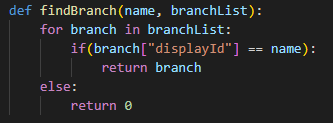 def findBranch(name, branchList):
    for branch in branchList:
        if(branch["displayId"] == name):
            return branch
    else:
        return 0